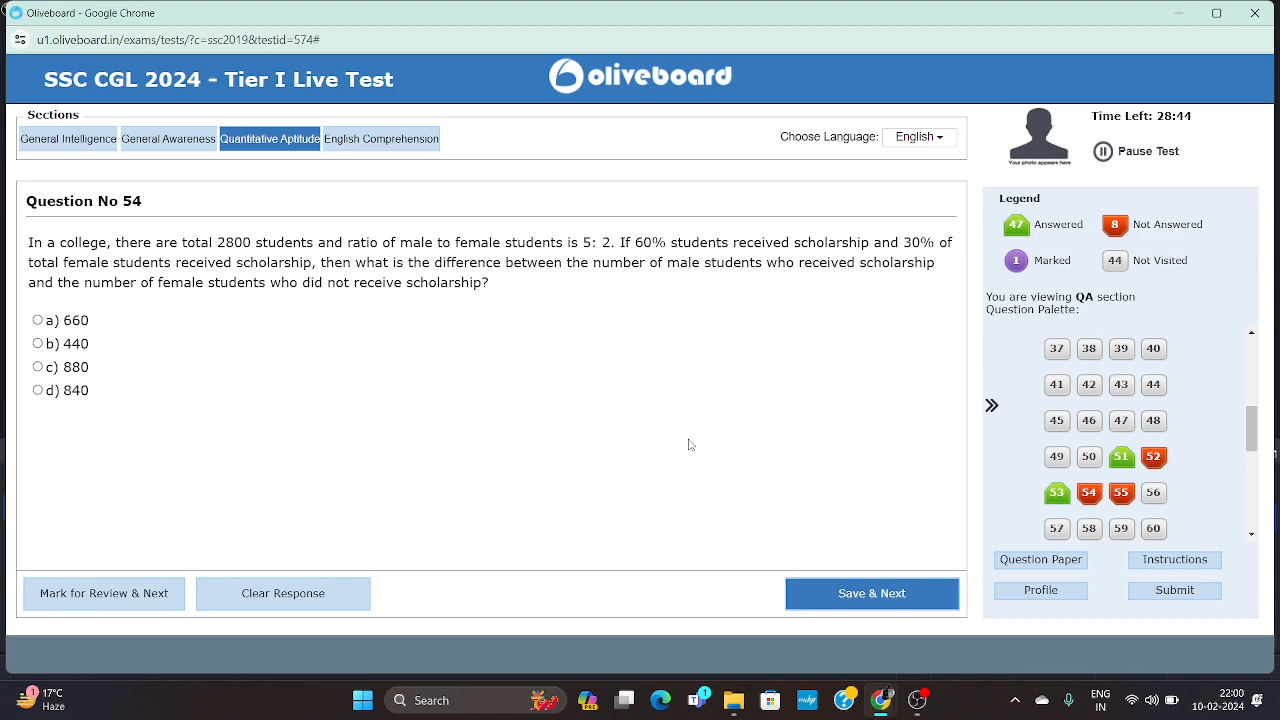 Oliveboard - Google Chrome
u1.oliveboard.in/exams/tests/?c=ssc2019&testid=574#
SSC CGL 2024 - Tier I Live Test
oliveboard
Sections
General Intelligence
General Awareness
Quantitative Aptitude
English Comprehension
Choose Language:
English
Your photo appears here
Time Left: 28:44
Pause Test
Question No 54
In a college, there are total 2800 students and ratio of male to female students is 5: 2. If 60% students received scholarship and 30% of
total female students received scholarship, then what is the difference between the number of male students who received scholarship
and the number of female students who did not receive scholarship?
a) 660
b) 440
c) 880
d) 840
Mark for Review & Next
Clear Response
Save & Next
Legend
47 Answered
8 Not Answered
1 Marked
44 Not Visited
You are viewing QA section
Question Palette:
37 38 39 40
41 42 43 44
45 46 47 48
49 50 51 52
53 54 55 56
57 58 59 60
Question Paper
Instructions
Profile
Submit
17°C
Haze
Search
ENG
IN
22:00
10-02-2024